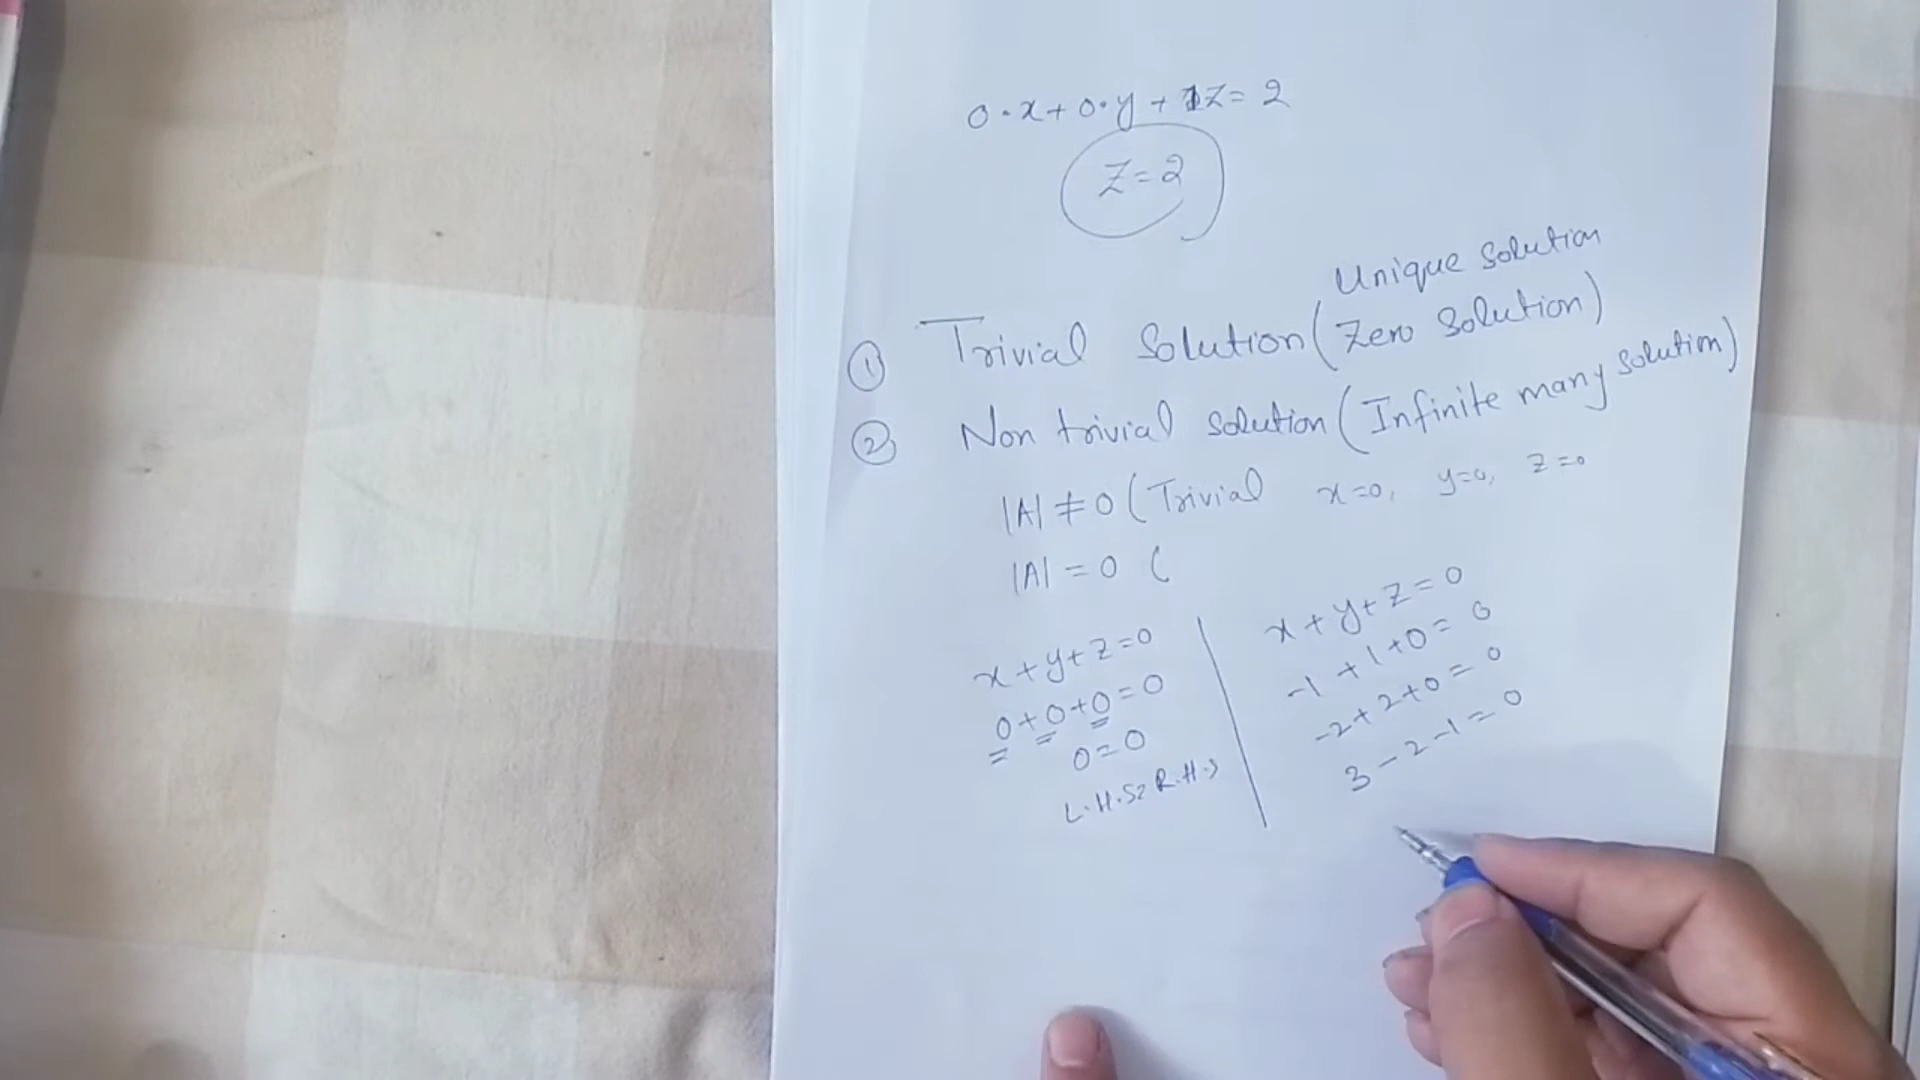 0·x + 0·y + 1z = 2
z = 2
Unique solution
① Trivial Solution (Zero Solution)
② Non trivial solution (Infinite many solution)
|A| ≠ 0 (Trivial x=0, y=0, z=0
|A| = 0 (
x + y + z = 0
0 + 0 + 0 = 0
0 = 0
L.H.S = R.H.S
x + y + z = 0
-1 + 1 + 0 = 0
-2 + 2 + 0 = 0
3 - 2 - 1 = 0